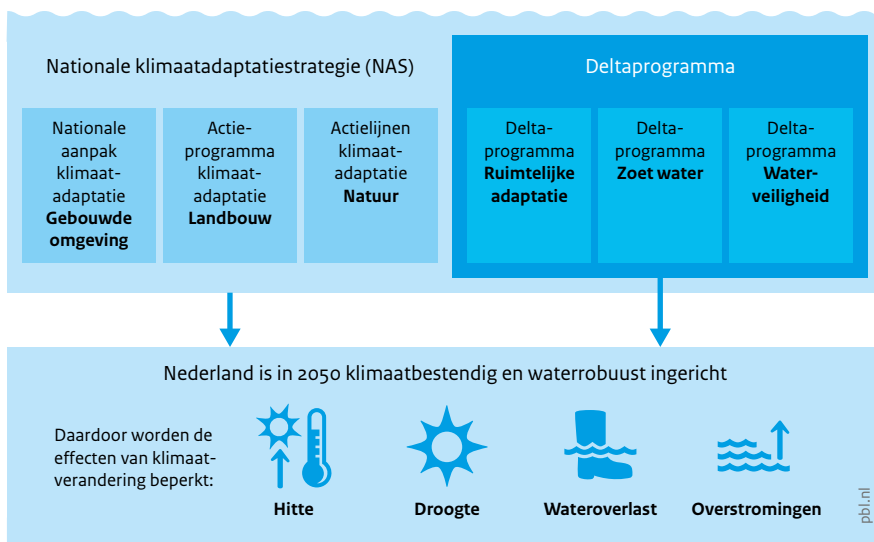 Nationale klimaatadaptatiestrategie (NAS)
Nationale
aanpak
klimaat-
adaptatie
Gebouwde
omgeving
Actie-
programma
klimaat-
adaptatie
Landbouw
Actielijnen
klimaat-
adaptatie
Natuur
Deltaprogramma
Delta-
programma
Ruimtelijke
adaptatie
Delta-
programma
Zoet water
Delta-
programma
Water-
veiligheid
Nederland is in 2050 klimaatbestendig en waterrobuust ingericht
Daardoor worden de
effecten van klimaat-
verandering beperkt:
Hitte
Droogte
Wateroverlast
Overstromingen
pbl.nl